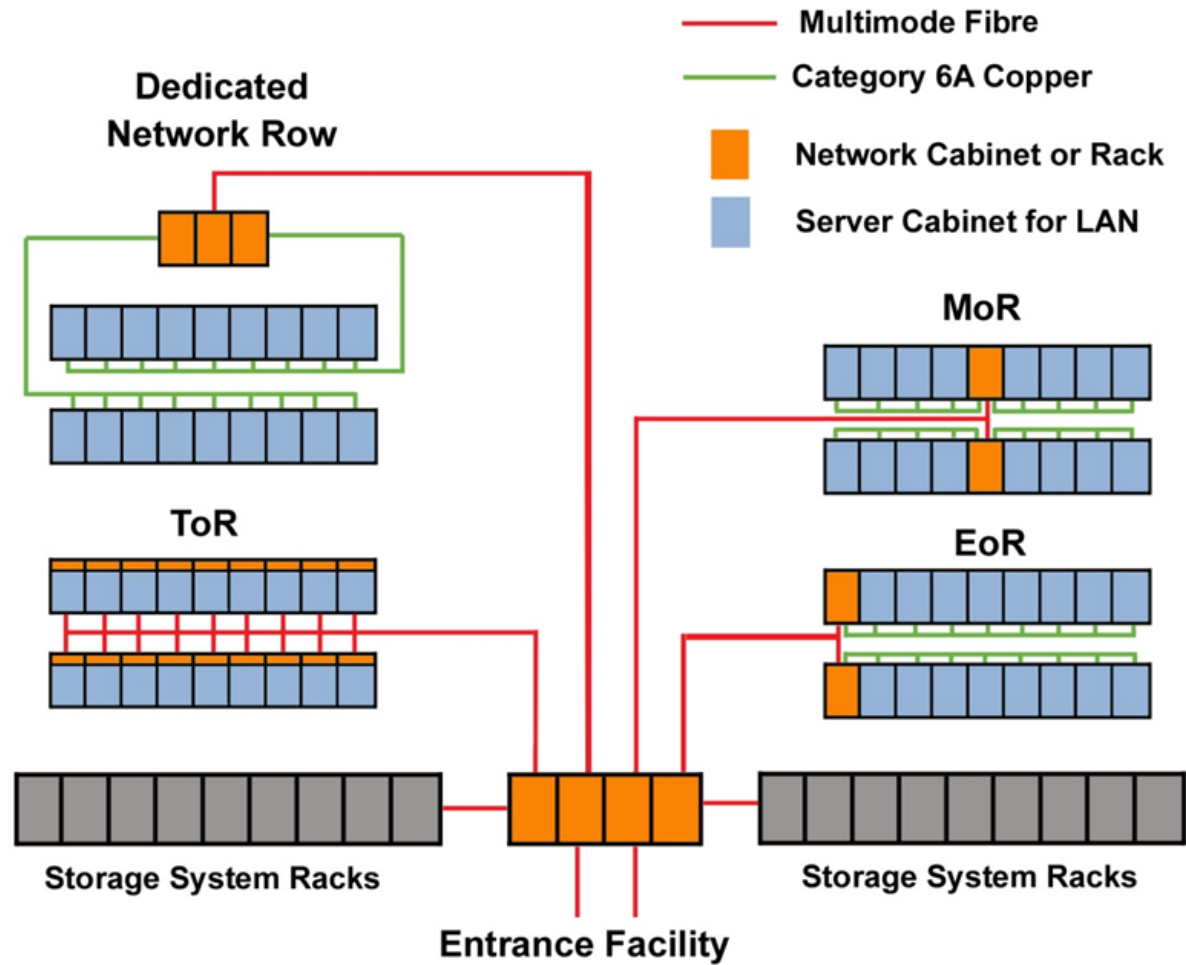 Multimode Fibre
Category 6A Copper
Network Cabinet or Rack
Server Cabinet for LAN
Dedicated
Network Row
MoR
ToR
EoR
Storage System Racks
Storage System Racks
Entrance Facility